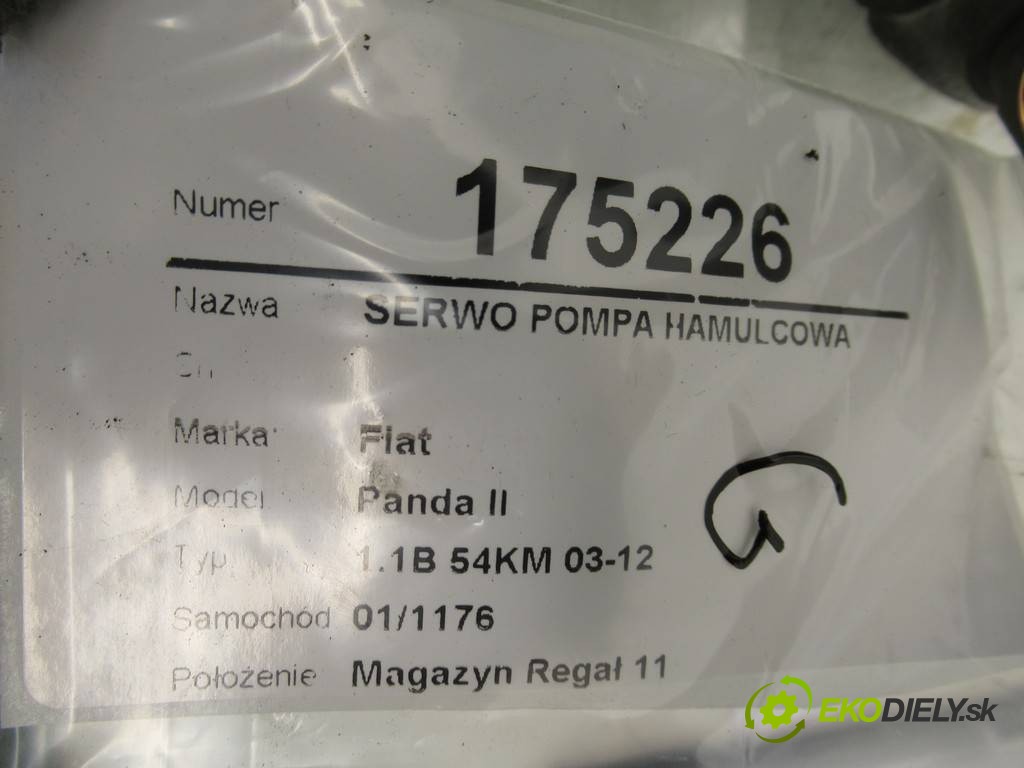 Numer 175226
Nazwa SERWO POMPA HAMULCOWA
Marka Fiat
Model Panda II
Typ 1.1B 54KM 03-12
Samochód 01/1176
Położenie Magazyn Regał 11
G
EKODIELY.sk